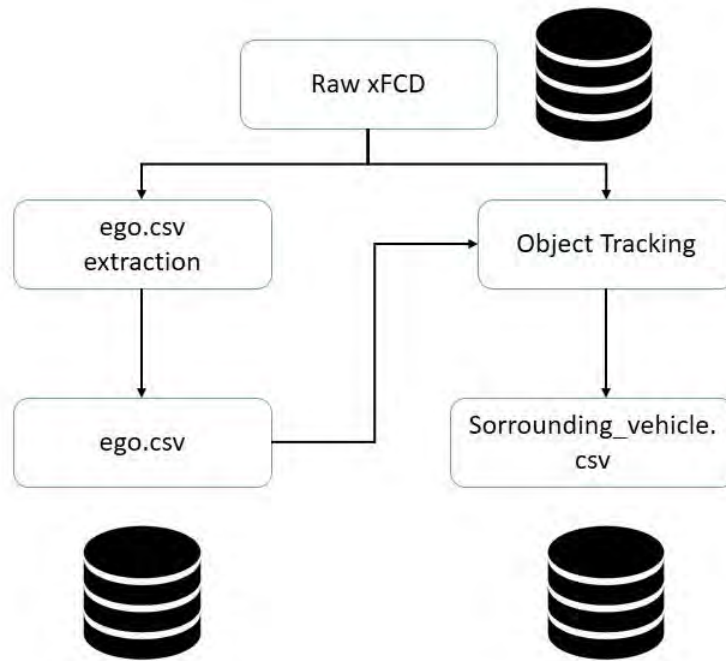 Raw xFCD
ego.csv
extraction
Object Tracking
ego.csv
Sorrounding_vehicle.
csv